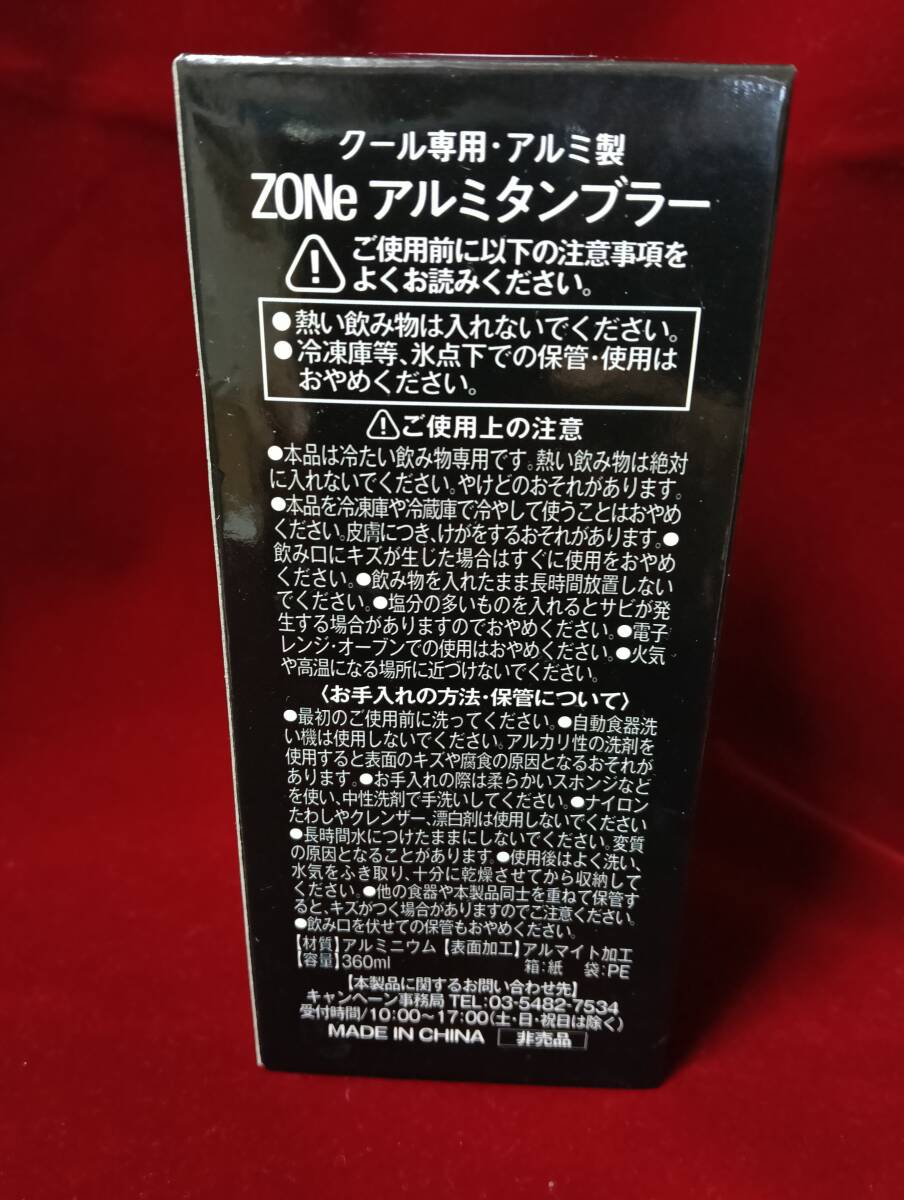 クール専用・アルミ製
ZONe アルミタンブラー
ご使用前に以下の注意事項を
よくお読みください。
●熱い飲み物は入れないでください。
●冷凍庫等、氷点下での保管・使用は
おやめください。
ご使用上の注意
●本品は冷たい飲み物専用です。熱い飲み物は絶対
に入れないでください。やけどのおそれがあります。
●本品を冷凍庫や冷蔵庫で冷やして使うことはおやめ
ください。皮膚につき、けがをするおそれがあります。●
飲み口にキズが生じた場合はすぐに使用をおやめ
ください。●飲み物を入れたまま長時間放置しない
でください。●塩分の多いものを入れるとサビが発
生する場合がありますのでおやめください。●電子
レンジ・オーブンでの使用はおやめください。●火気
や高温になる場所に近づけないでください。
〈お手入れの方法・保管について〉
●最初のご使用前に洗ってください。●自動食器洗
い機は使用しないでください。アルカリ性の洗剤を
使用すると表面のキズや腐食の原因となるおそれが
あります。●お手入れの際は柔らかいスポンジなど
を使い、中性洗剤で手洗いしてください。●ナイロン
たわしやクレンザー、漂白剤は使用しないでください
●長時間水につけたままにしないでください。変質
の原因となることがあります。●使用後はよく洗い、
水気をふき取り、十分に乾燥させてから収納して
ください。●他の食器や本製品同士を重ねて保管す
ると、キズがつく場合がありますのでご注意ください。
●飲み口を伏せての保管もおやめください。
【材質】アルミニウム 【表面加工】アルマイト加工
【容量】360ml 箱:紙 袋:PE
【本製品に関するお問い合わせ先】
キャンペーン事務局 TEL:03-5482-7534
受付時間/10:00~17:00(土・日・祝日は除く)
MADE IN CHINA 非売品